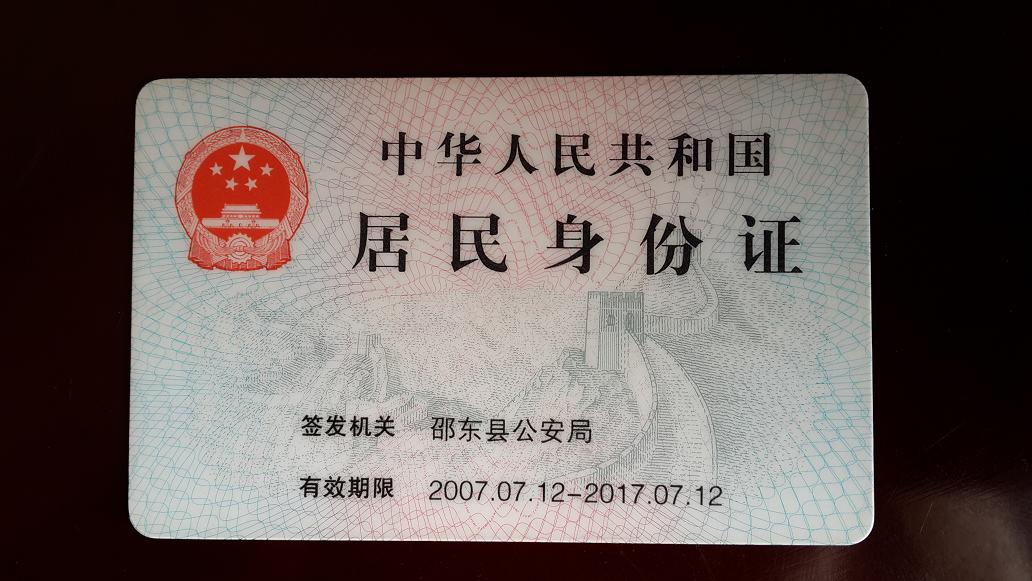 中华人民共和国
居民身份证
签发机关 邵东县公安局
有效期限 2007.07.12-2017.07.12